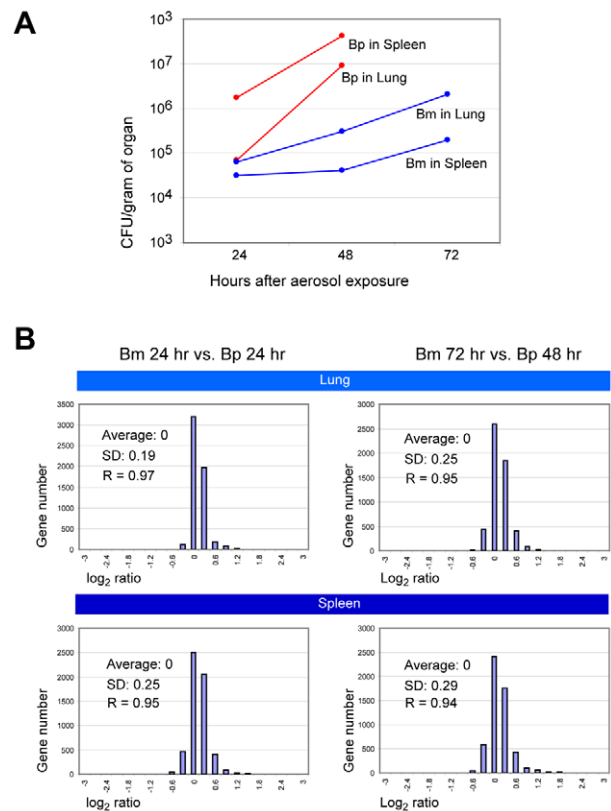 A
CFU/gram of organ
10³
10⁷
10⁶
10⁵
10⁴
10³
Bp in Spleen
Bp in Lung
Bm in Lung
Bm in Spleen
24 48 72
Hours after aerosol exposure
B
Bm 24 hr vs. Bp 24 hr
Bm 72 hr vs. Bp 48 hr
Lung
Gene number
3500
3000
2500
2000
1500
1000
500
0
Average: 0
SD: 0.19
R = 0.97
-3 -2.4 -1.8 -1.2 -0.6 0 0.6 1.2 1.8 2.4 3
log₂ ratio
Gene number
3000
2500
2000
1500
1000
500
0
Average: 0
SD: 0.25
R = 0.95
-3 -2.4 -1.8 -1.2 -0.6 0 0.6 1.2 1.8 2.4 3
Log₂ ratio
Spleen
Gene number
3000
2500
2000
1500
1000
500
0
Average: 0
SD: 0.25
R = 0.95
-3 -2.4 -1.8 -1.2 -0.6 0 0.6 1.2 1.8 2.4 3
log₂ ratio
Gene number
3000
2500
2000
1500
1000
500
0
Average: 0
SD: 0.29
R = 0.94
-3 -2.4 -1.8 -1.2 -0.6 0 0.6 1.2 1.8 2.4 3
log₂ ratio